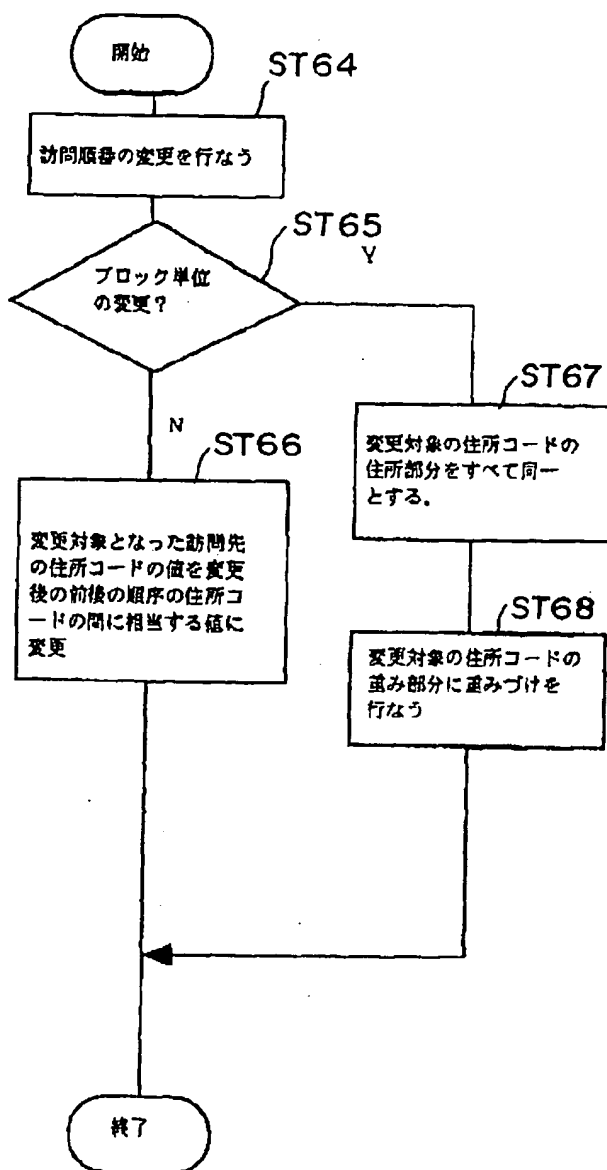 開始
ST64
訪問順番の変更を行なう
ST65
Y
ブロック単位
の変更?
N
ST66
変更対象となった訪問先
の住所コードの値を変更
後の前後の順序の住所コ
ードの間に相当する値に
変更
ST67
変更対象の住所コードの
住所部分をすべて同一
とする。
ST68
変更対象の住所コードの
重み部分に重みづけを
行なう
終了